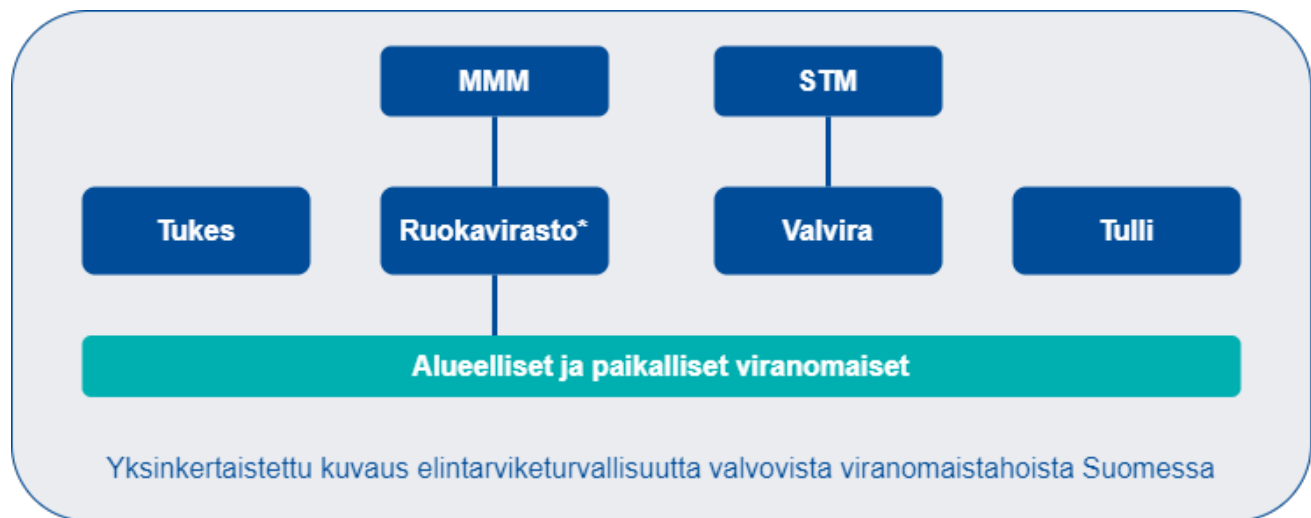 MMM
STM
Tukes
Ruokavirasto*
Valvira
Tulli
Alueelliset ja paikalliset viranomaiset
Yksinkertaistettu kuvaus elintarviketurvallisuutta valvovista viranomaistahoista Suomessa